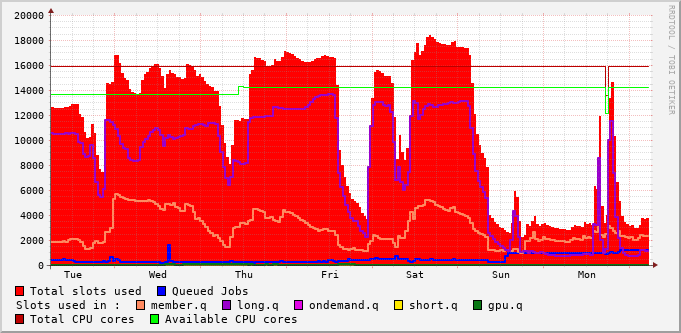 20000
18000
16000
14000
12000
10000
8000
6000
4000
2000
0
Tue Wed Thu Fri Sat Sun Mon
RRDTOOL / TOBI OETIKER
Total slots used Queued Jobs
Slots used in : member.q long.q ondemand.q short.q gpu.q
Total CPU cores Available CPU cores